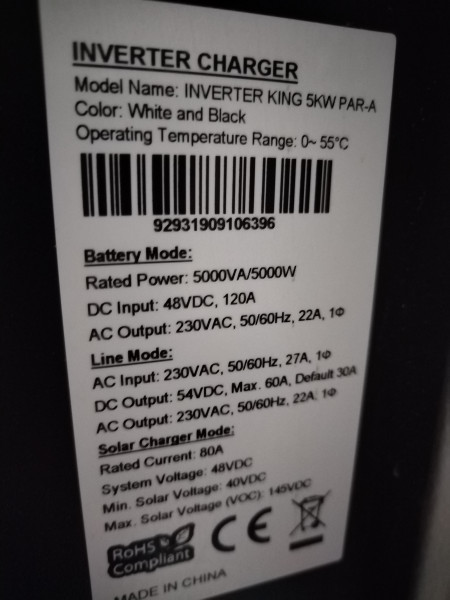 INVERTER CHARGER
Model Name: INVERTER KING 5KW PAR-A
Color: White and Black
Operating Temperature Range: 0~ 55°C
92931909106396
Battery Mode:
Rated Power: 5000VA/5000W
DC Input: 48VDC, 120A
AC Output: 230VAC, 50/60Hz, 22A, 1Φ
Line Mode:
AC Input: 230VAC, 50/60Hz, 27A, 1Φ
DC Output: 54VDC, Max. 60A, Default 30A
AC Output: 230VAC, 50/60Hz, 22A, 1Φ
Solar Charger Mode:
Rated Current: 80A
System Voltage: 48VDC
Min. Solar Voltage: 40VDC
Max. Solar Voltage (VOC): 145VDC
RoHS
Compliant
CE
MADE IN CHINA